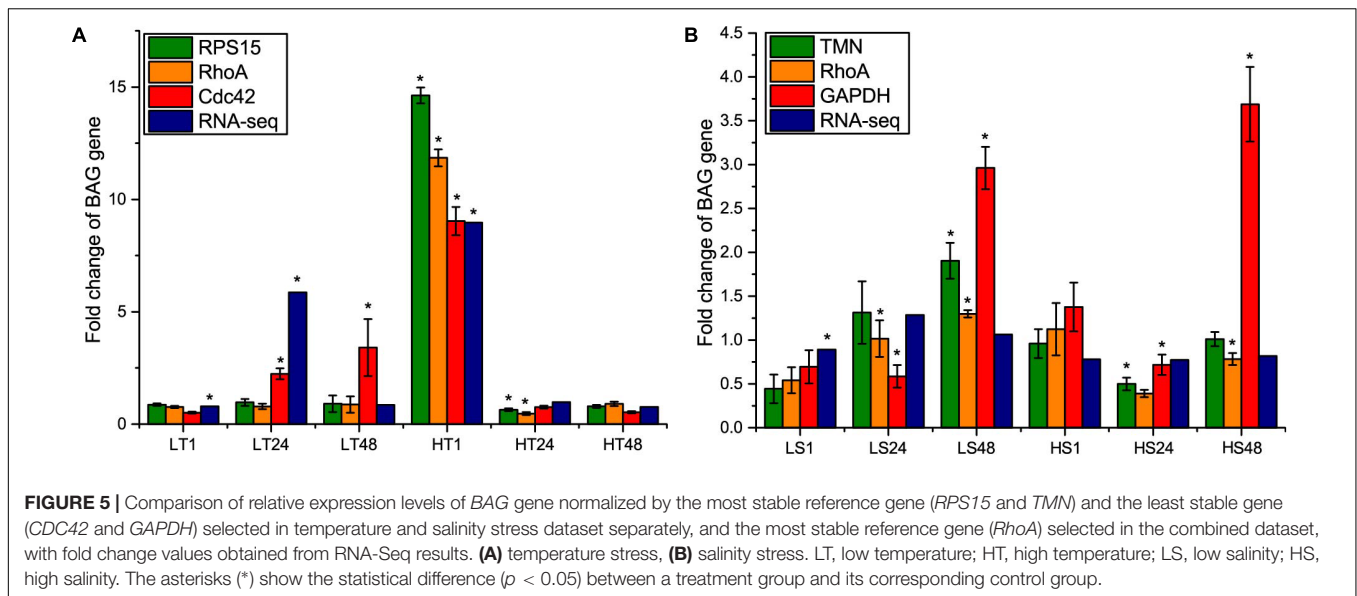 A
RPS15
RhoA
Cdc42
RNA-seq
Fold change of BAG gene
15
10
5
0
* * * * * * * * * *
LT1 LT24 LT48 HT1 HT24 HT48
B
TMN
RhoA
GAPDH
RNA-seq
Fold change of BAG gene
4.5
4.0
3.5
3.0
2.5
2.0
1.5
1.0
0.5
0.0
* * * * * * * * * *
LS1 LS24 LS48 HS1 HS24 HS48
FIGURE 5 | Comparison of relative expression levels of BAG gene normalized by the most stable reference gene (RPS15 and TMN) and the least stable gene
(CDC42 and GAPDH) selected in temperature and salinity stress dataset separately, and the most stable reference gene (RhoA) selected in the combined dataset,
with fold change values obtained from RNA-Seq results. (A) temperature stress, (B) salinity stress. LT, low temperature; HT, high temperature; LS, low salinity; HS,
high salinity. The asterisks (*) show the statistical difference (p < 0.05) between a treatment group and its corresponding control group.